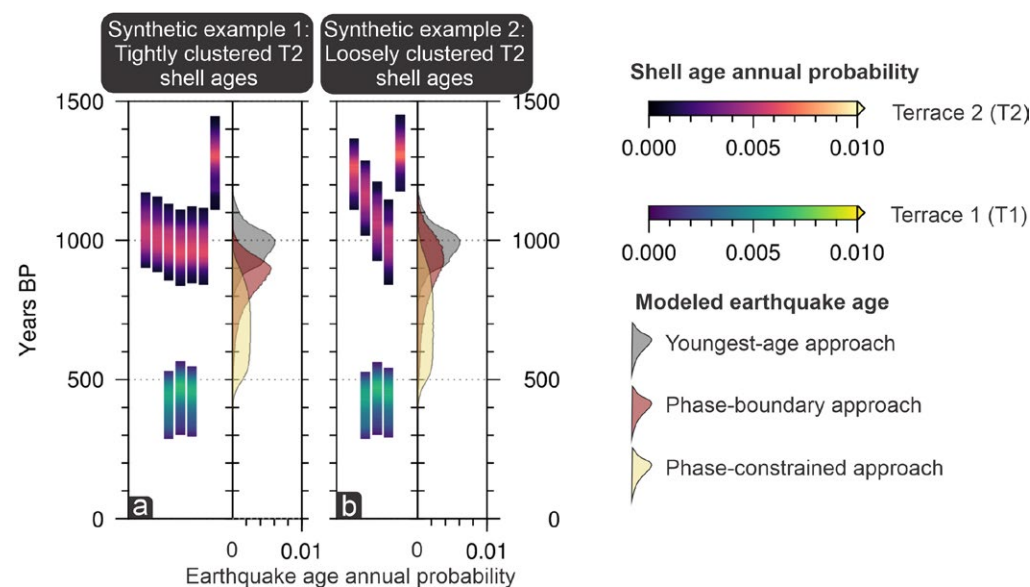 Synthetic example 1:
Tightly clustered T2
shell ages
Synthetic example 2:
Loosely clustered T2
shell ages
Years BP
1500
1000
500
0
a
b
1500
1000
500
0
0
0.01
0
0.01
Earthquake age annual probability
Shell age annual probability
Terrace 2 (T2)
0.000
0.005
0.010
Terrace 1 (T1)
0.000
0.005
0.010
Modeled earthquake age
Youngest-age approach
Phase-boundary approach
Phase-constrained approach